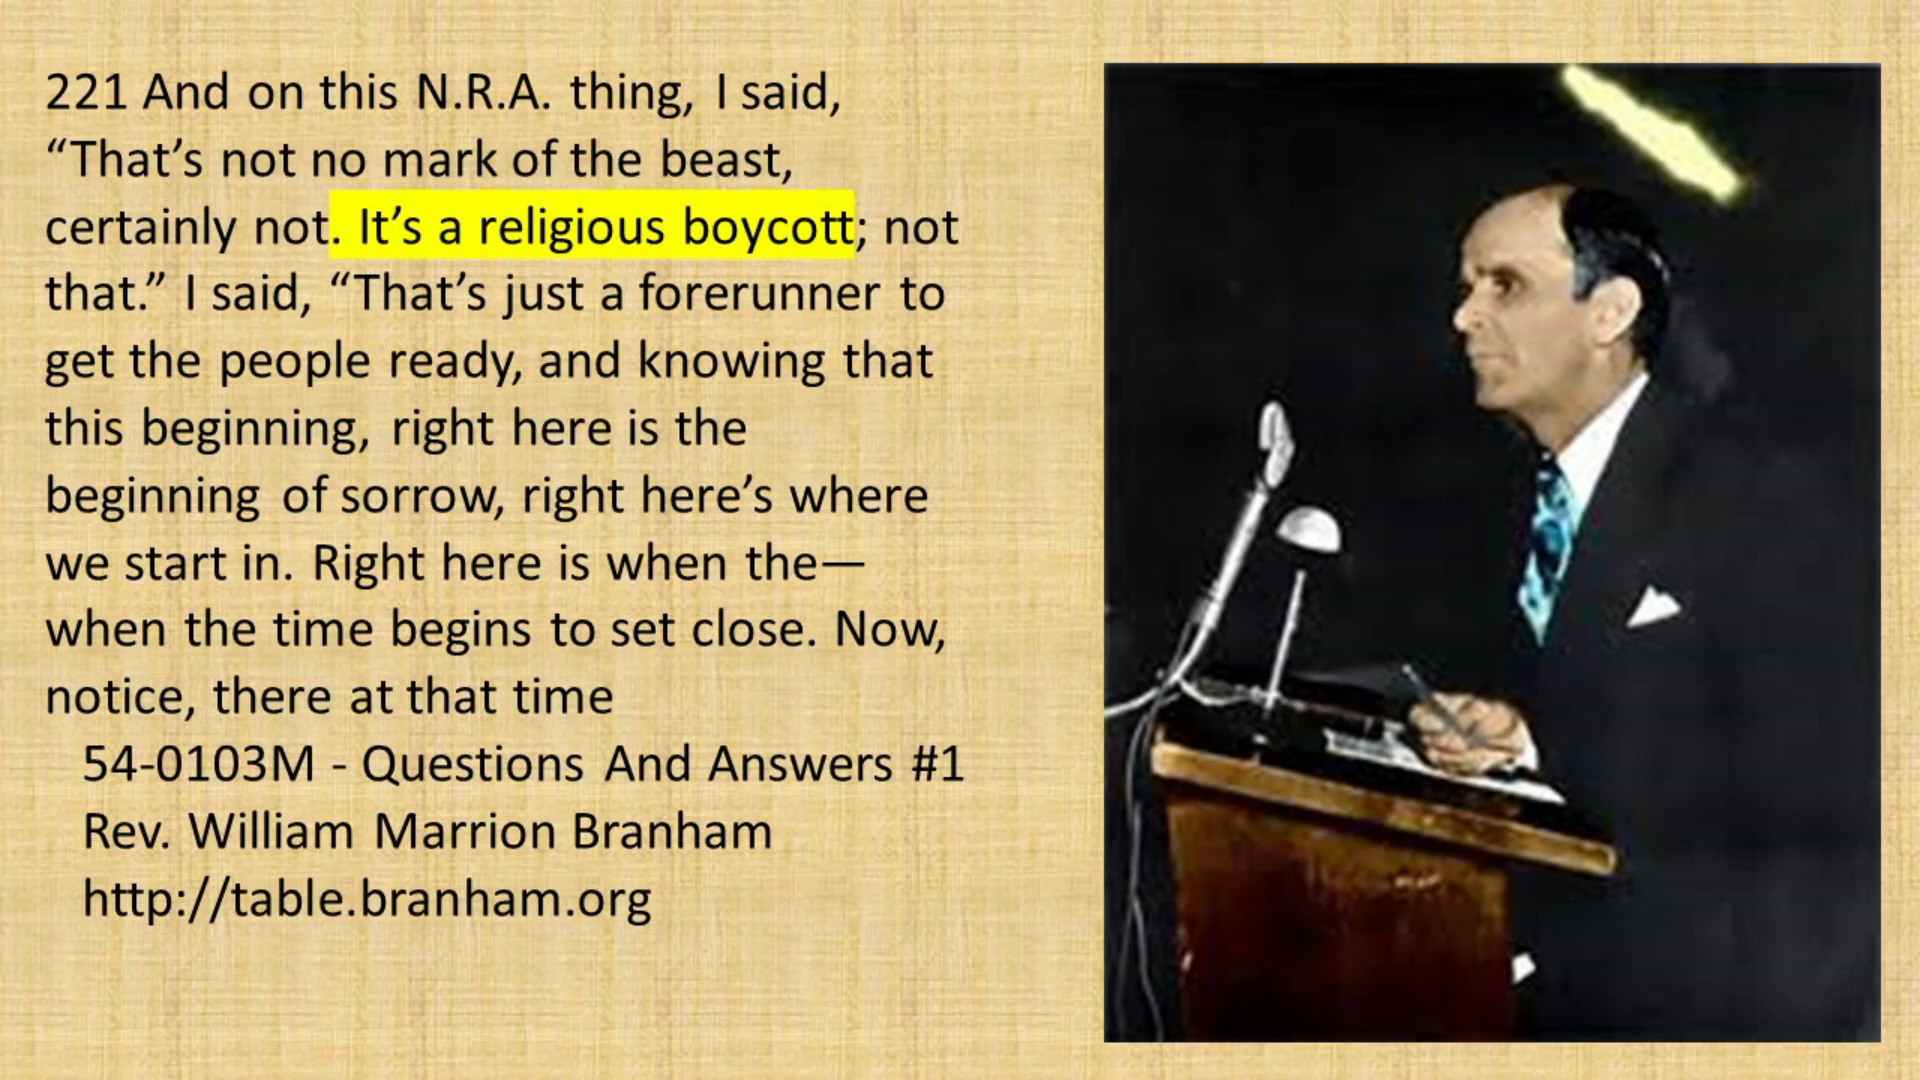 221 And on this N.R.A. thing, I said,
“That’s not no mark of the beast,
certainly not. It’s a religious boycott; not
that.” I said, “That’s just a forerunner to
get the people ready, and knowing that
this beginning, right here is the
beginning of sorrow, right here’s where
we start in. Right here is when the—
when the time begins to set close. Now,
notice, there at that time
54-0103M - Questions And Answers #1
Rev. William Marrion Branham
http://table.branham.org